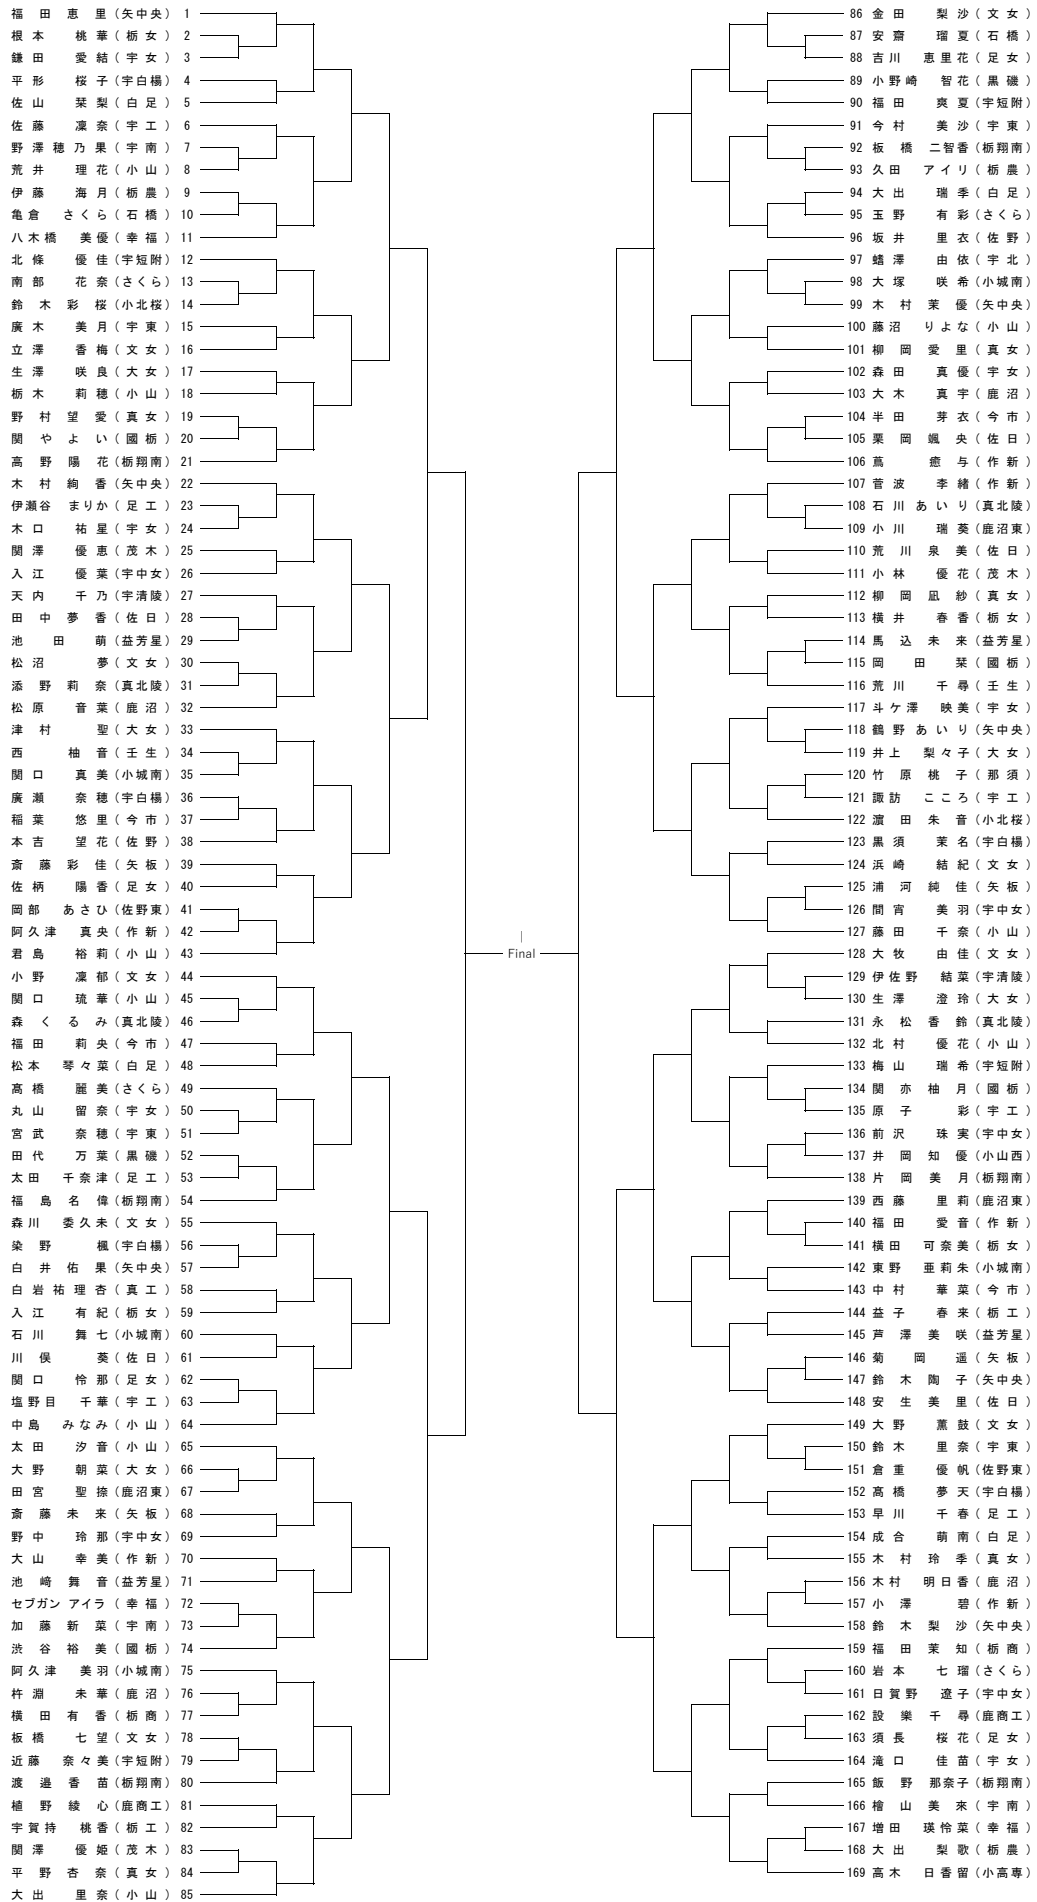 福田恵里(矢中央) 1
根本桃華(栃女) 2
鎌田愛結(宇女) 3
平形桜子(宇白楊) 4
佐山栞梨(白足) 5
佐藤凜奈(宇工) 6
野澤穂乃果(宇南) 7
荒井理花(小山) 8
伊藤海月(栃農) 9
亀倉さくら(石橋) 10
八木橋美優(幸福) 11
北條優佳(宇短附) 12
南部花奈(さくら) 13
鈴木彩桜(小北桜) 14
廣木美月(宇東) 15
立澤香梅(文女) 16
生澤咲良(大女) 17
栃木莉穂(小山) 18
野村望愛(真女) 19
関やよい(國栃) 20
高野陽花(栃翔南) 21
木村絢香(矢中央) 22
伊瀬谷まりか(足工) 23
木口祐星(宇女) 24
関澤優恵(茂木) 25
入江優葉(宇中女) 26
天内千乃(宇清陵) 27
田中夢香(佐日) 28
池田萌(益芳星) 29
松沼夢(文女) 30
添野莉奈(真北陵) 31
松原音葉(鹿沼) 32
津村聖(大女) 33
西柚音(壬生) 34
関口真美(小城南) 35
廣瀬奈穂(宇白楊) 36
稲葉悠里(今市) 37
本吉望花(佐野) 38
斎藤彩佳(矢板) 39
佐柄陽香(足女) 40
岡部あさひ(佐野東) 41
阿久津真央(作新) 42
君島裕莉(小山) 43
小野凜郁(文女) 44
関口琉華(小山) 45
森くるみ(真北陵) 46
福田莉央(今市) 47
松本琴々菜(白足) 48
髙橋麗美(さくら) 49
丸山留奈(宇女) 50
宮武奈穂(宇東) 51
田代万葉(黒磯) 52
太田千奈津(足工) 53
福島名偉(栃翔南) 54
森川委久未(文女) 55
染野楓(宇白楊) 56
白井佑果(矢中央) 57
白岩祐理杏(真工) 58
入江有紀(栃女) 59
石川舞七(小城南) 60
川俣葵(佐日) 61
関口怜那(足女) 62
塩野目千華(宇工) 63
中島みなみ(小山) 64
太田汐音(小山) 65
大野朝菜(大女) 66
田宮聖捺(鹿沼東) 67
斎藤未来(矢板) 68
野中玲那(宇中女) 69
大山幸美(作新) 70
池﨑舞音(益芳星) 71
セブガンアイラ(幸福) 72
加藤新菜(宇南) 73
渋谷裕美(國栃) 74
阿久津美羽(小城南) 75
杵淵未華(鹿沼) 76
横田有香(栃商) 77
板橋七望(文女) 78
近藤奈々美(宇短附) 79
渡邉香苗(栃翔南) 80
植野綾心(鹿商工) 81
宇賀持桃香(栃工) 82
関澤優姫(茂木) 83
平野杏奈(真女) 84
大出里奈(小山) 85
Final
86 金田梨沙(文女)
87 安齋瑠夏(石橋)
88 吉川恵里花(足女)
89 小野崎智花(黒磯)
90 福田爽夏(宇短附)
91 今村美沙(宇東)
92 板橋二智香(栃翔南)
93 久田アイリ(栃農)
94 大出瑞季(白足)
95 玉野有彩(さくら)
96 坂井里衣(佐野)
97 鰭澤由依(宇北)
98 大塚咲希(小城南)
99 木村茉優(矢中央)
100 藤沼りよな(小山)
101 柳岡愛里(真女)
102 森田真優(宇女)
103 大木真宇(鹿沼)
104 半田芽衣(今市)
105 栗岡颯央(佐日)
106 蔦癒与(作新)
107 菅波李緒(作新)
108 石川あいり(真北陵)
109 小川瑞葵(鹿沼東)
110 荒川泉美(佐日)
111 小林優花(茂木)
112 柳岡凪紗(真女)
113 横井春香(栃女)
114 馬込未来(益芳星)
115 岡田栞(國栃)
116 荒川千尋(壬生)
117 斗ケ澤映美(宇女)
118 鶴野あいり(矢中央)
119 井上梨々子(大女)
120 竹原桃子(那須)
121 諏訪こころ(宇工)
122 濵田朱音(小北桜)
123 黒須茉名(宇白楊)
124 浜崎結紀(文女)
125 浦河純佳(矢板)
126 間宵美羽(宇中女)
127 藤田千奈(小山)
128 大牧由佳(文女)
129 伊佐野結菜(宇清陵)
130 生澤澄玲(大女)
131 永松香鈴(真北陵)
132 北村優花(小山)
133 梅山瑞希(宇短附)
134 関亦柚月(國栃)
135 原子彩(宇工)
136 前沢珠実(宇中女)
137 井岡知優(小山西)
138 片岡美月(栃翔南)
139 西藤里莉(鹿沼東)
140 福田愛音(作新)
141 横田可奈美(栃女)
142 東野亜莉朱(小城南)
143 中村華菜(今市)
144 益子春来(栃工)
145 芦澤美咲(益芳星)
146 菊岡遥(矢板)
147 鈴木陶子(矢中央)
148 安生美里(佐日)
149 大野薫鼓(文女)
150 鈴木里奈(宇東)
151 倉重優帆(佐野東)
152 髙橋夢天(宇白楊)
153 早川千春(足工)
154 成合萌南(白足)
155 木村玲季(真女)
156 木村明日香(鹿沼)
157 小澤碧(作新)
158 鈴木梨沙(矢中央)
159 福田茉知(栃商)
160 岩本七瑠(さくら)
161 日賀野遼子(宇中女)
162 設樂千尋(鹿商工)
163 須長桜花(足女)
164 滝口佳苗(宇女)
165 飯野那奈子(栃翔南)
166 檜山美來(宇南)
167 増田瑛怜菜(幸福)
168 大出梨歌(栃農)
169 高木日香留(小高専)